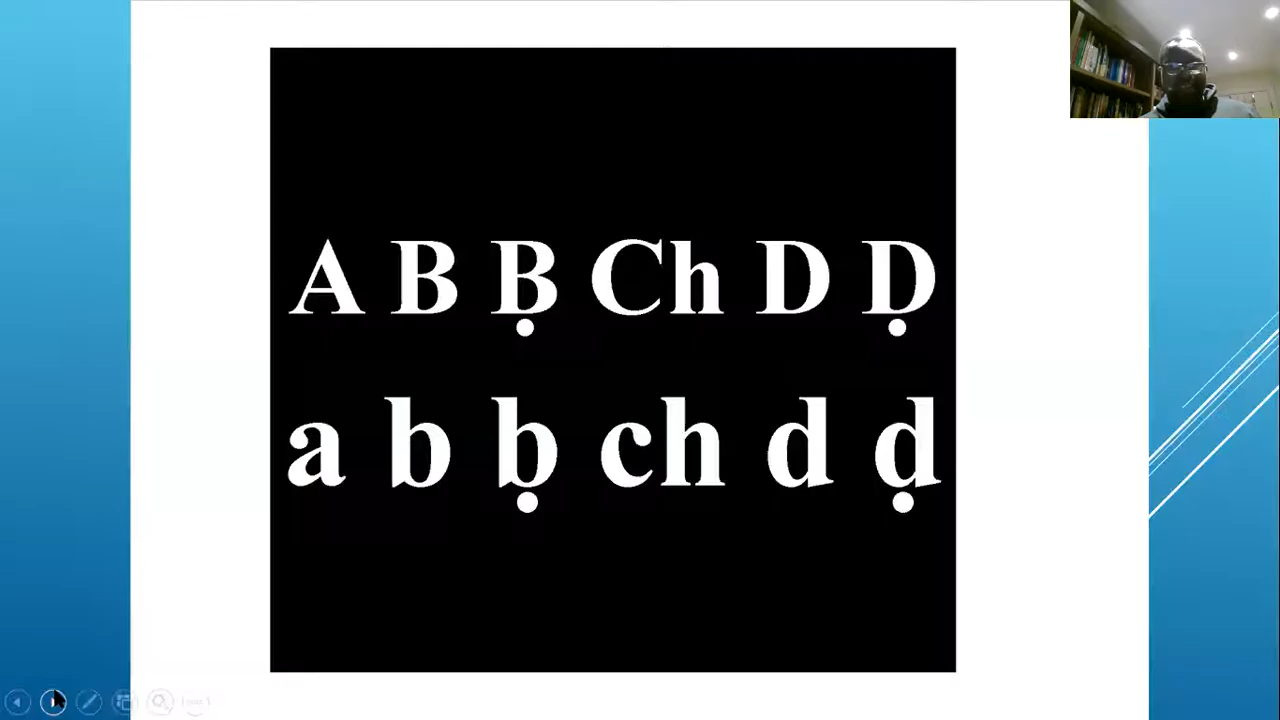 A B Ḅ Ch D Ḍ
a b ḅ ch d ḍ